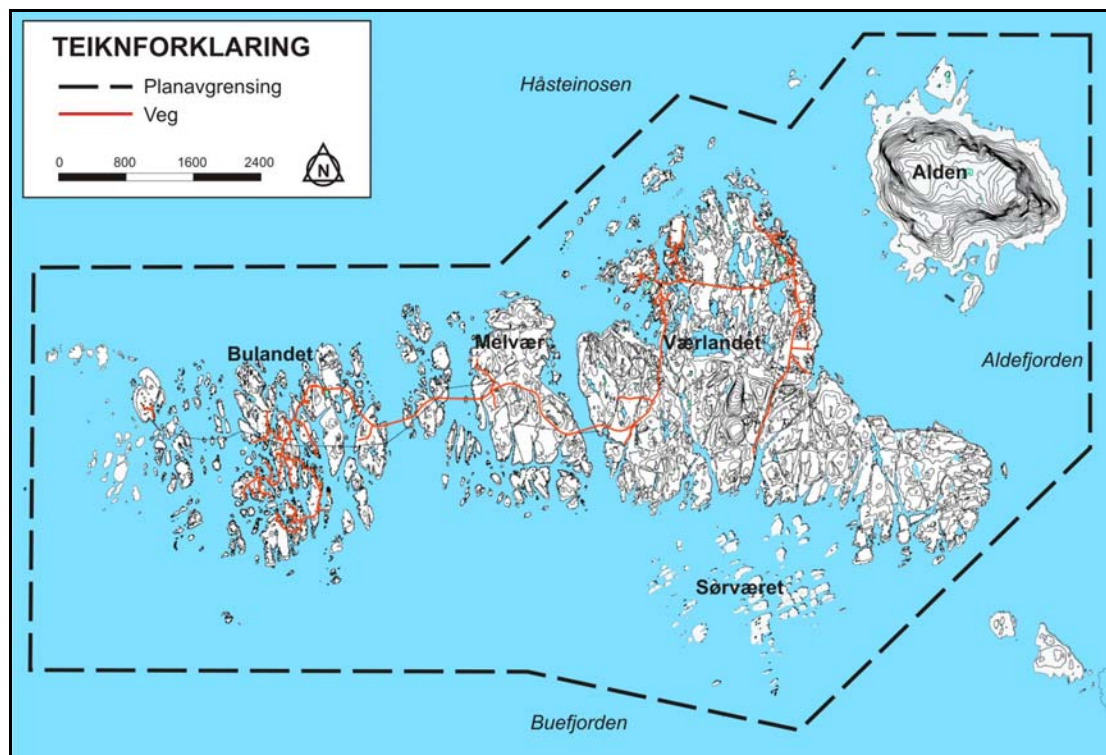 TEIKNFORKLARING
Planavgrensing
Veg
0 800 1600 2400
N
Håsteinosen
Alden
Bulandet
Melvær
Værlandet
Aldefjorden
Sørværet
Buefjorden